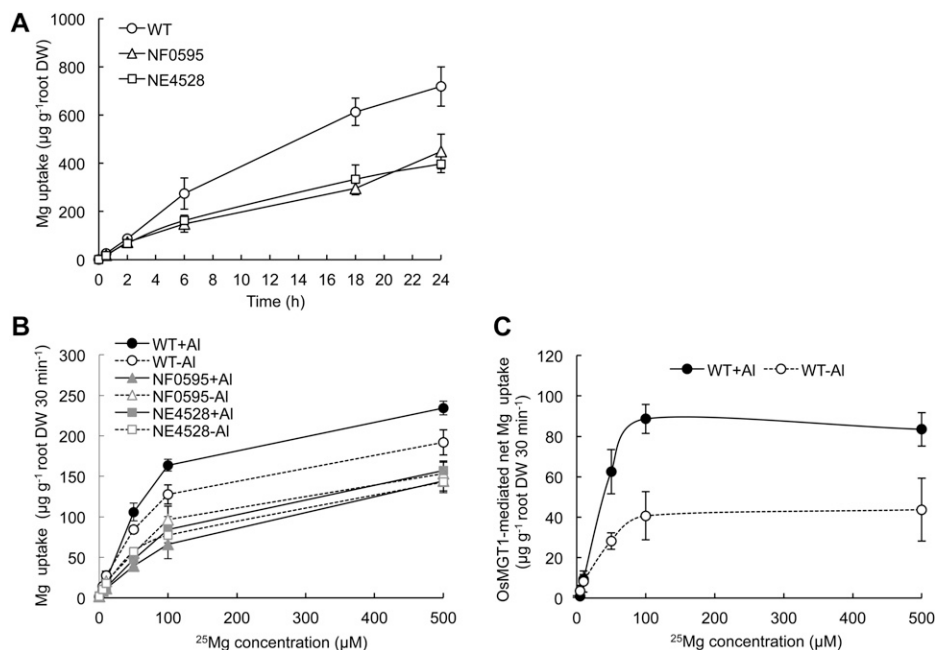 A
1000
800
600
400
200
0
Mg uptake (µg g⁻¹root DW)
WT
NF0595
NE4528
0 2 4 6 8 10 12 14 16 18 20 22 24
Time (h)
B
300
250
200
150
100
50
0
Mg uptake (µg g⁻¹ root DW 30 min⁻¹)
WT+Al
WT-Al
NF0595+Al
NF0595-Al
NE4528+Al
NE4528-Al
0 100 200 300 400 500
²⁵Mg concentration (µM)
C
120
100
80
60
40
20
0
OsMGT1-mediated net Mg uptake
(µg g⁻¹ root DW 30 min⁻¹)
WT+Al WT-Al
0 100 200 300 400 500
²⁵Mg concentration (µM)